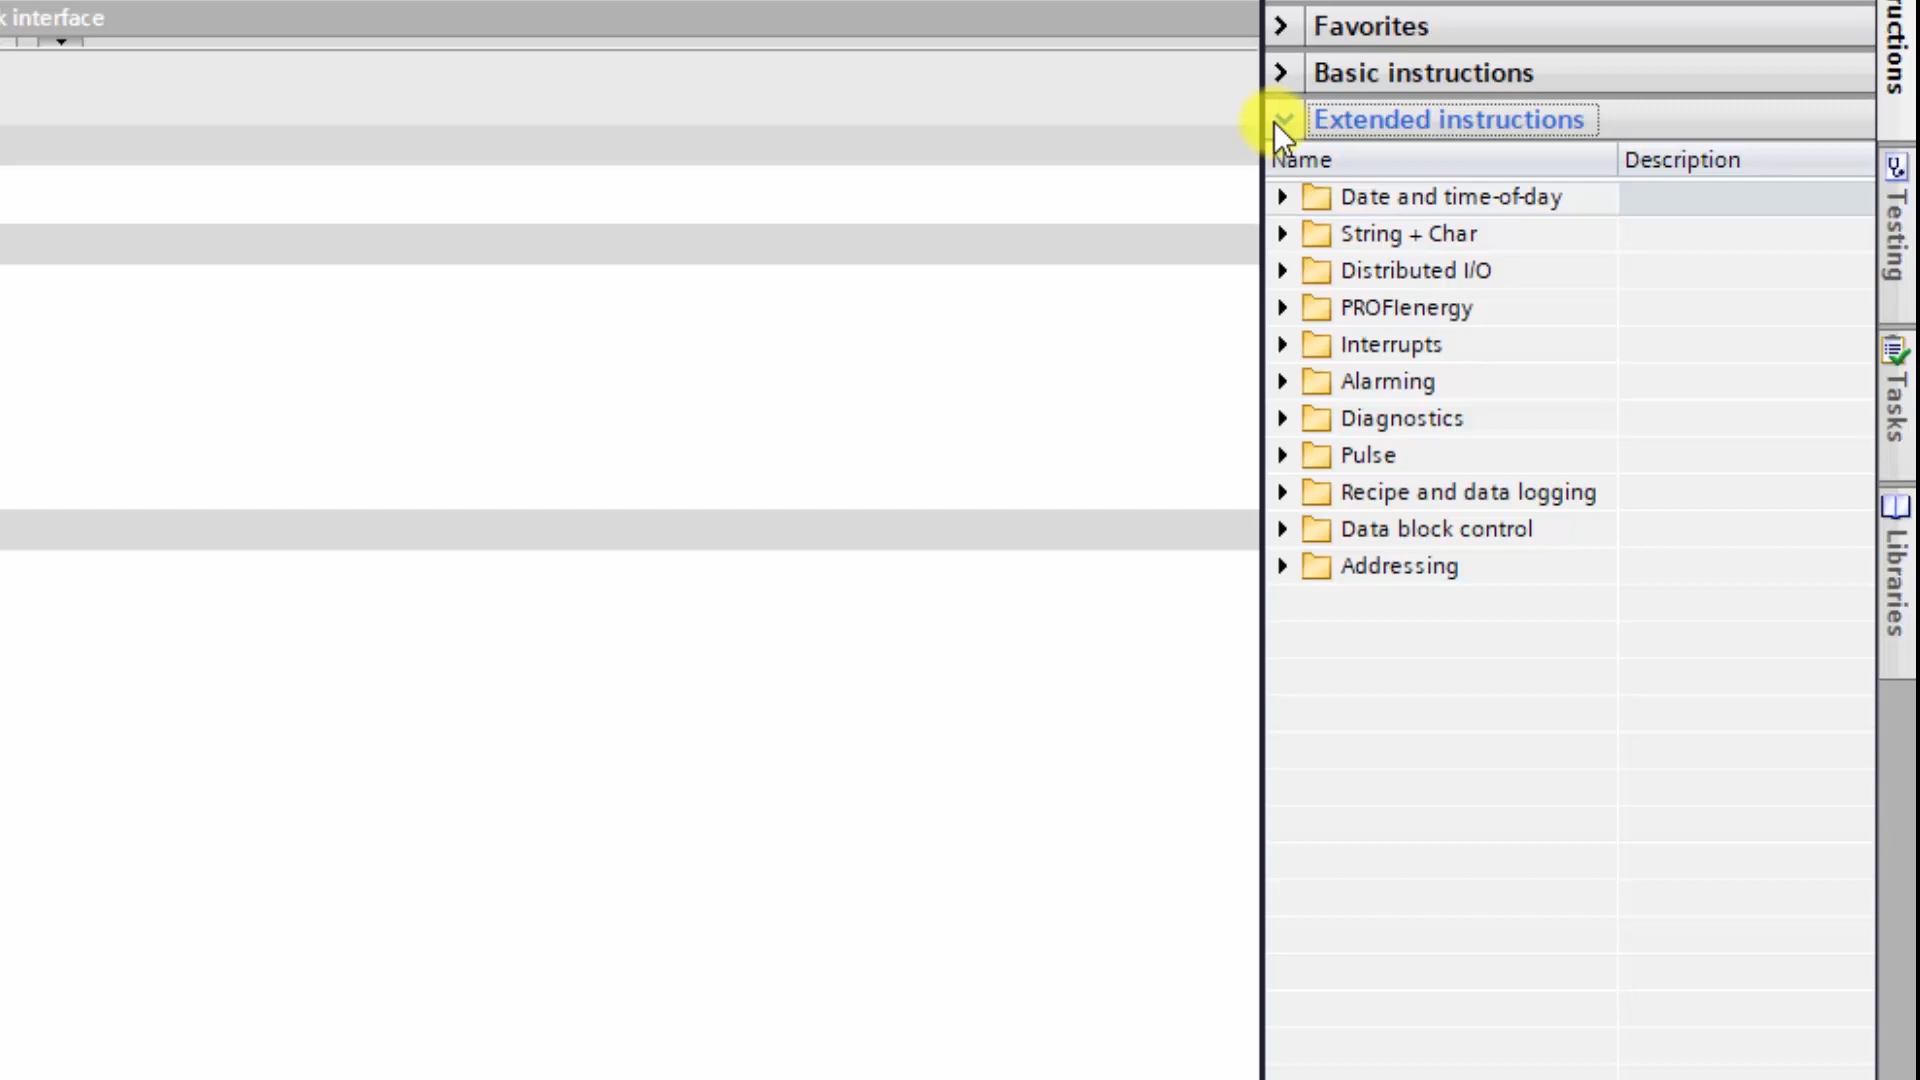 k interface
Favorites
Basic instructions
Extended instructions
Name Description
Date and time-of-day
String + Char
Distributed I/O
PROFIenergy
Interrupts
Alarming
Diagnostics
Pulse
Recipe and data logging
Data block control
Addressing
ructions
Testing
Tasks
Libraries